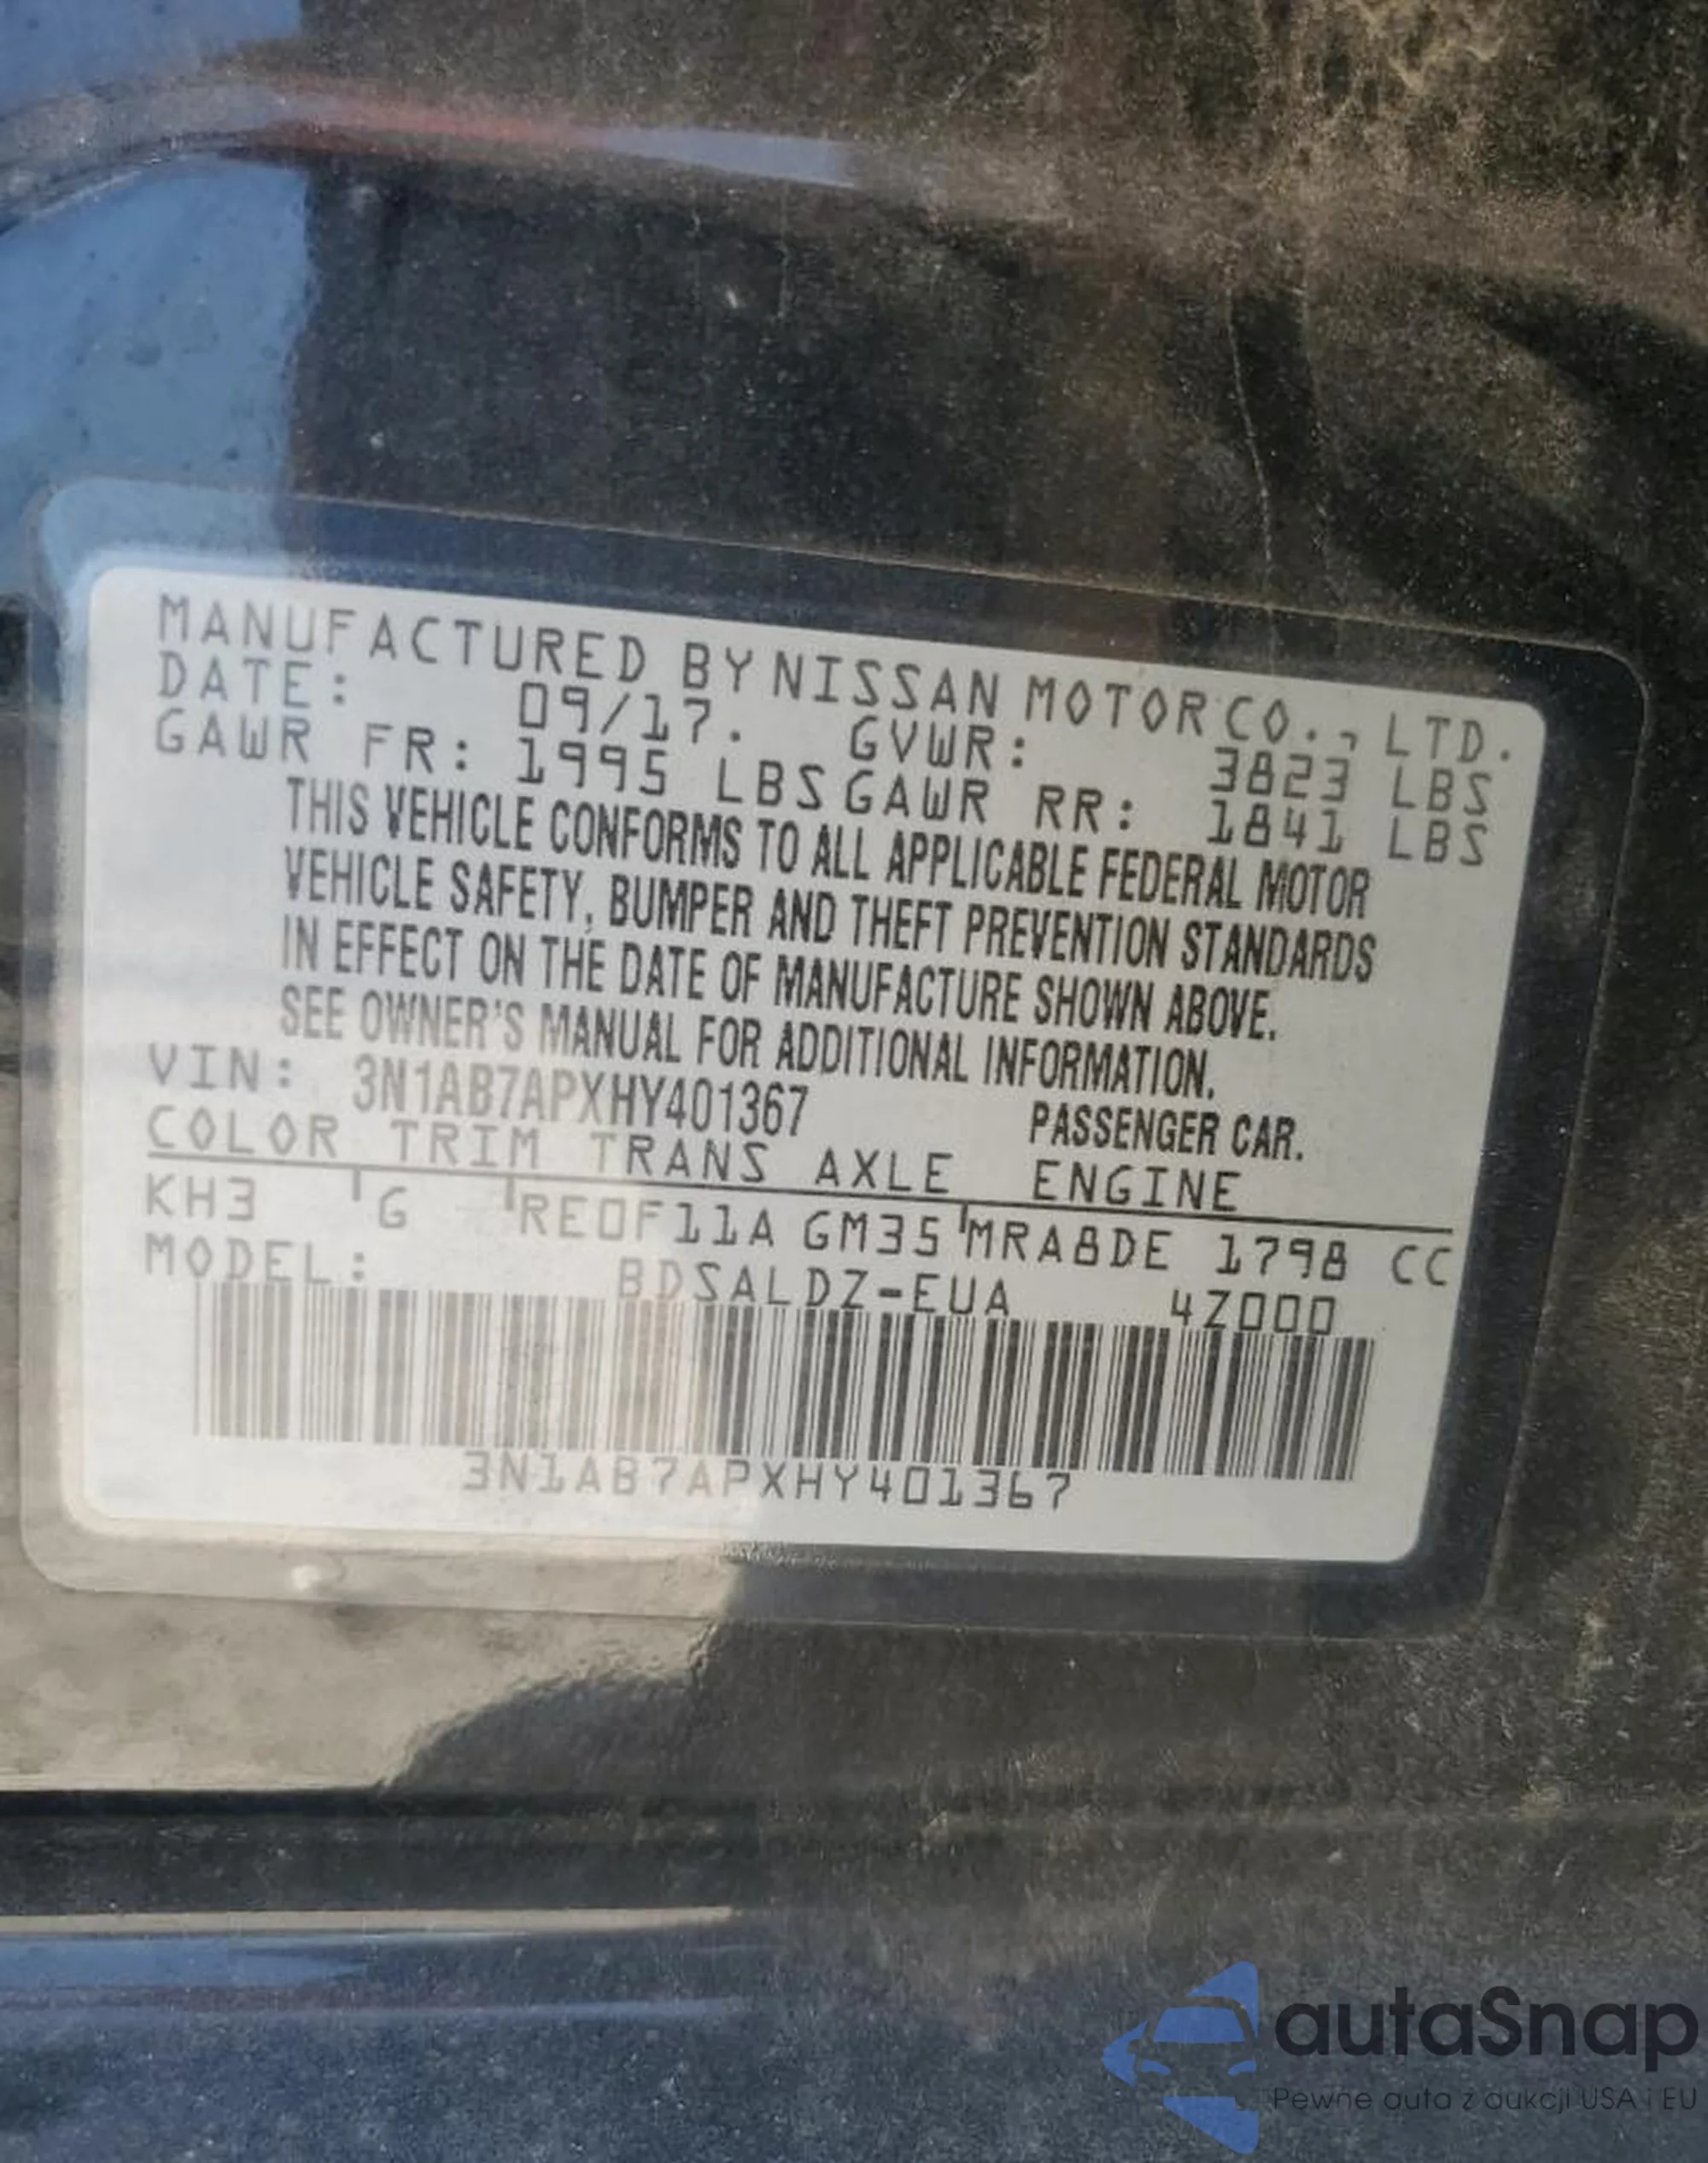 MANUFACTURED BY NISSAN MOTOR CO., LTD.
DATE: 09/17. GVWR: 3823 LBS
GAWR FR: 1995 LBS GAWR RR: 1841 LBS
THIS VEHICLE CONFORMS TO ALL APPLICABLE FEDERAL MOTOR
VEHICLE SAFETY, BUMPER AND THEFT PREVENTION STANDARDS
IN EFFECT ON THE DATE OF MANUFACTURE SHOWN ABOVE.
SEE OWNER'S MANUAL FOR ADDITIONAL INFORMATION.
VIN: 3N1AB7APXHY401367 PASSENGER CAR.
COLOR TRIM TRANS AXLE ENGINE
KH3 G RE0F11A GM35 MRA8DE 1798 CC
MODEL: BDSALDZ-EUA 4Z000
3N1AB7APXHY401367
autaSnap
Pewne auta z aukcji USA i EU